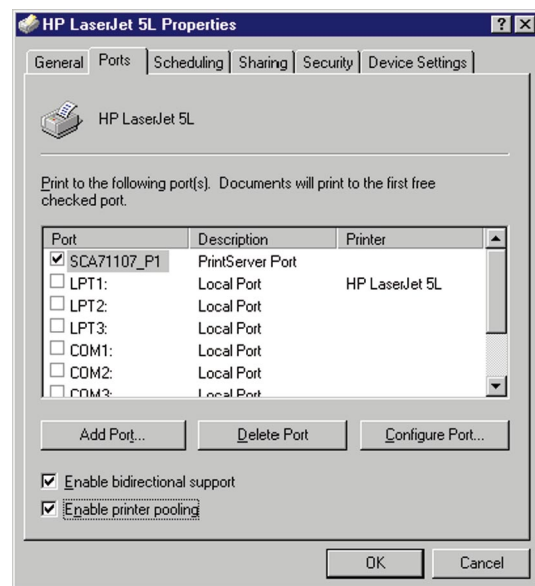 HP LaserJet 5L Properties
General Ports Scheduling Sharing Security Device Settings
HP LaserJet 5L
Print to the following port(s). Documents will print to the first free
checked port.
Port Description Printer
SCA71107_P1 PrintServer Port
LPT1: Local Port HP LaserJet 5L
LPT2: Local Port
LPT3: Local Port
COM1: Local Port
COM2: Local Port
COM3: Local Port
Add Port... Delete Port Configure Port...
Enable bidirectional support
Enable printer pooling
OK Cancel